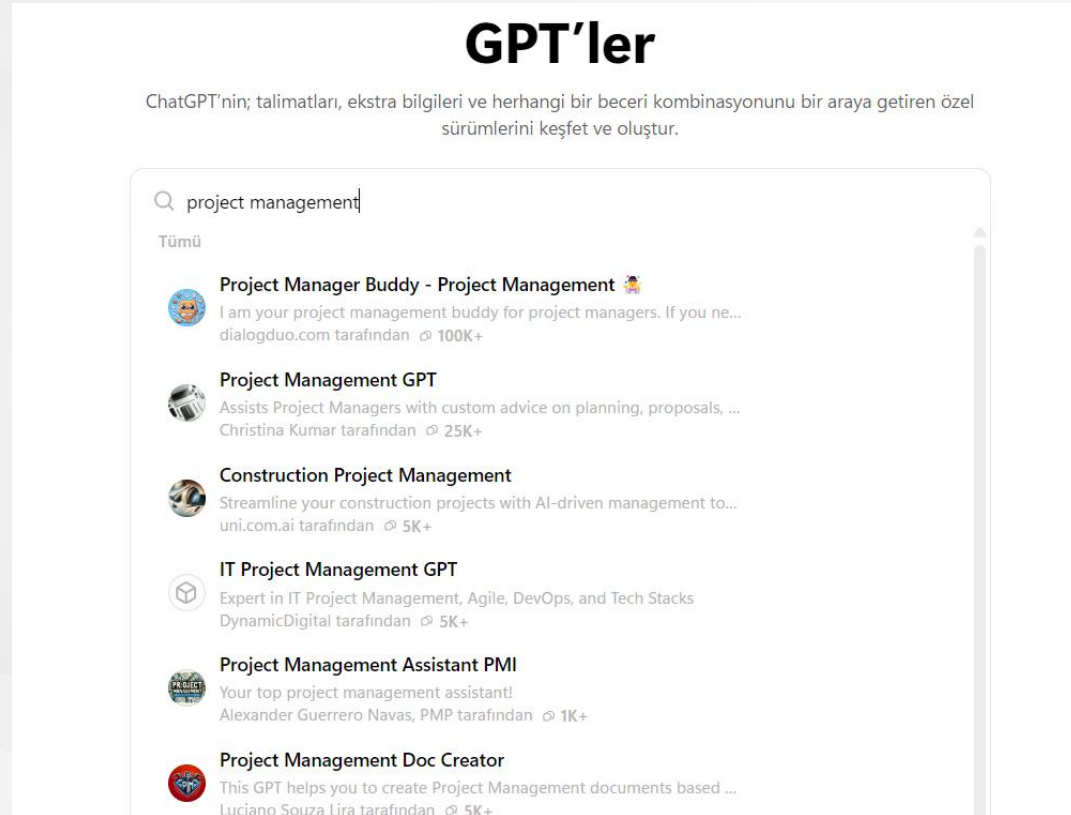 GPT’ler
ChatGPT’nin; talimatları, ekstra bilgileri ve herhangi bir beceri kombinasyonunu bir araya getiren özel
sürümlerini keşfet ve oluştur.
project management
Tümü
Project Manager Buddy - Project Management
I am your project management buddy for project managers. If you ne...
dialogduo.com tarafından 100K+
Project Management GPT
Assists Project Managers with custom advice on planning, proposals, ...
Christina Kumar tarafından 25K+
Construction Project Management
Streamline your construction projects with AI-driven management to...
uni.com.ai tarafından 5K+
IT Project Management GPT
Expert in IT Project Management, Agile, DevOps, and Tech Stacks
DynamicDigital tarafından 5K+
Project Management Assistant PMI
Your top project management assistant!
Alexander Guerrero Navas, PMP tarafından 1K+
Project Management Doc Creator
This GPT helps you to create Project Management documents based ...
Luciano Souza Lira tarafından 5K+